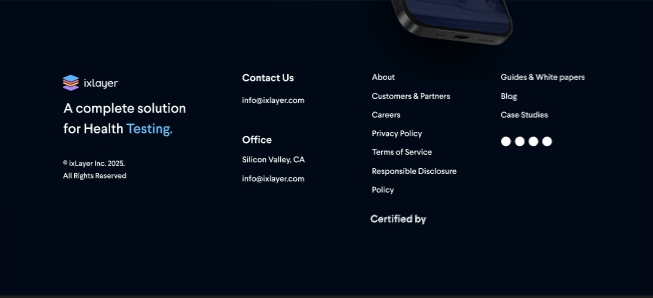 ixlayer
A complete solution
for Health Testing.
© ixLayer Inc. 2025.
All Rights Reserved
Contact Us
info@ixlayer.com
Office
Silicon Valley, CA
info@ixlayer.com
About
Customers & Partners
Careers
Privacy Policy
Terms of Service
Responsible Disclosure
Policy
Certified by
Guides & White papers
Blog
Case Studies